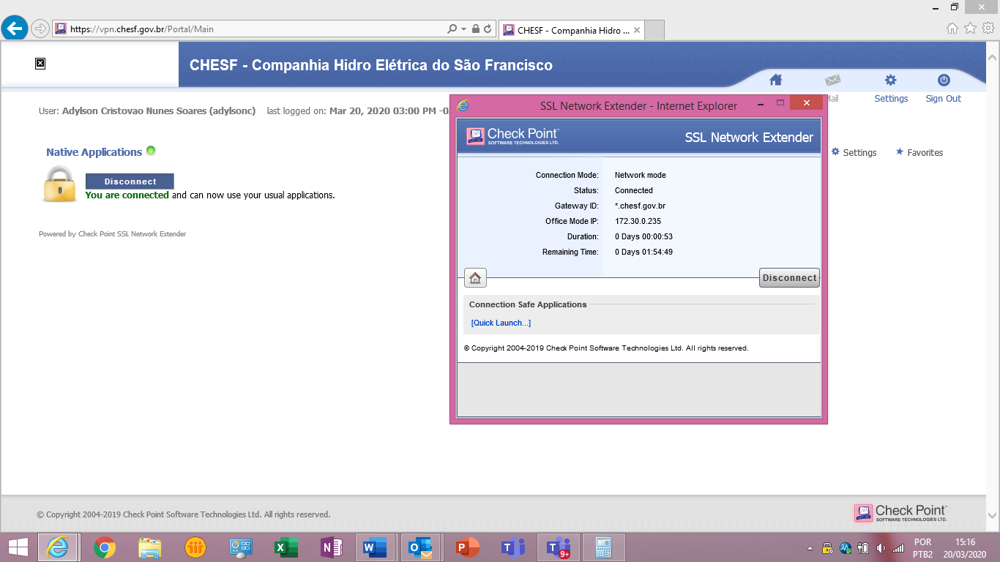 https://vpn.chesf.gov.br/Portal/Main
CHESF - Companhia Hidro ...
CHESF - Companhia Hidro Elétrica do São Francisco
Settings
Sign Out
User: Adylson Cristovao Nunes Soares (adylsonc) last logged on: Mar 20, 2020 03:00 PM
Native Applications
Disconnect
You are connected and can now use your usual applications.
Powered by Check Point SSL Network Extender
Settings
Favorites
SSL Network Extender - Internet Explorer
Check Point
SOFTWARE TECHNOLOGIES LTD.
SSL Network Extender
Connection Mode: Network mode
Status: Connected
Gateway ID: *.chesf.gov.br
Office Mode IP: 172.30.0.235
Duration: 0 Days 00:00:53
Remaining Time: 0 Days 01:54:49
Disconnect
Connection Safe Applications
[Quick Launch...]
© Copyright 2004-2019 Check Point Software Technologies Ltd. All rights reserved.
© Copyright 2004-2019 Check Point Software Technologies Ltd. All rights reserved.
Check Point
SOFTWARE TECHNOLOGIES LTD.
9+
POR
PTB2
15:16
20/03/2020